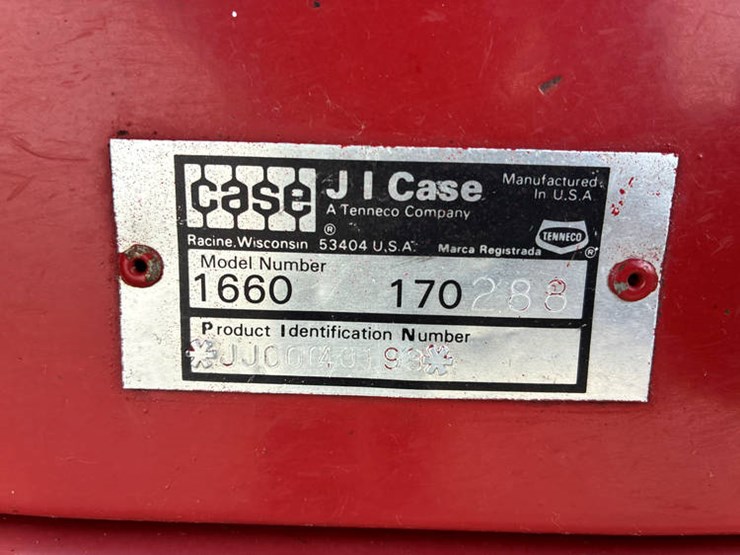 case J I Case
A Tenneco Company
Manufactured
In U.S.A
®
Racine, Wisconsin 53404 U.S.A.
Marca Registrada
TENNECO ®
Model Number
1660 170288
Product Identification Number